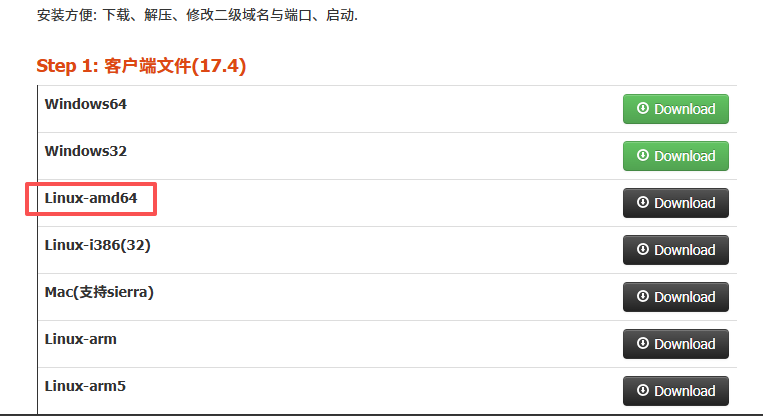 安装方便: 下载、解压、修改二级域名与端口、启动.
Step 1: 客户端文件(17.4)
Windows64 Download
Windows32 Download
Linux-amd64 Download
Linux-i386(32) Download
Mac(支持sierra) Download
Linux-arm Download
Linux-arm5 Download